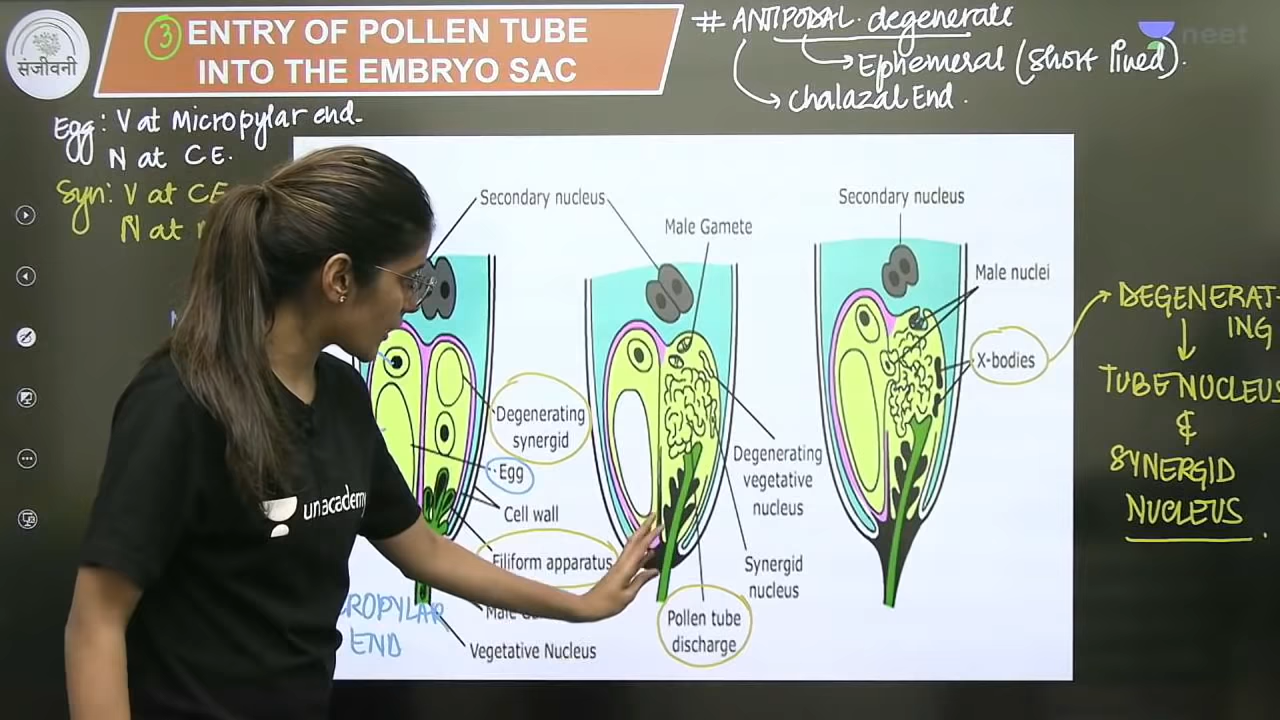 संजीवनी
3 ENTRY OF POLLEN TUBE
INTO THE EMBRYO SAC
# ANTIPODAL degenerate
Ephemeral (Short lived).
Chalazal End.
neet
Egg: V at Micropylar end.
N at CE.
Syn: V at CE
N at
Secondary nucleus
Male Gamete
Secondary nucleus
Male nuclei
X-bodies
DEGENERAT-
ING
TUBE NUCLEUS
&
SYNERGID
NUCLEUS.
Degenerating
synergid
Egg
Cell wall
Filiform apparatus
Male
Vegetative Nucleus
ROPYLAR
END
Degenerating
vegetative
nucleus
Synergid
nucleus
Pollen tube
discharge
unacademy